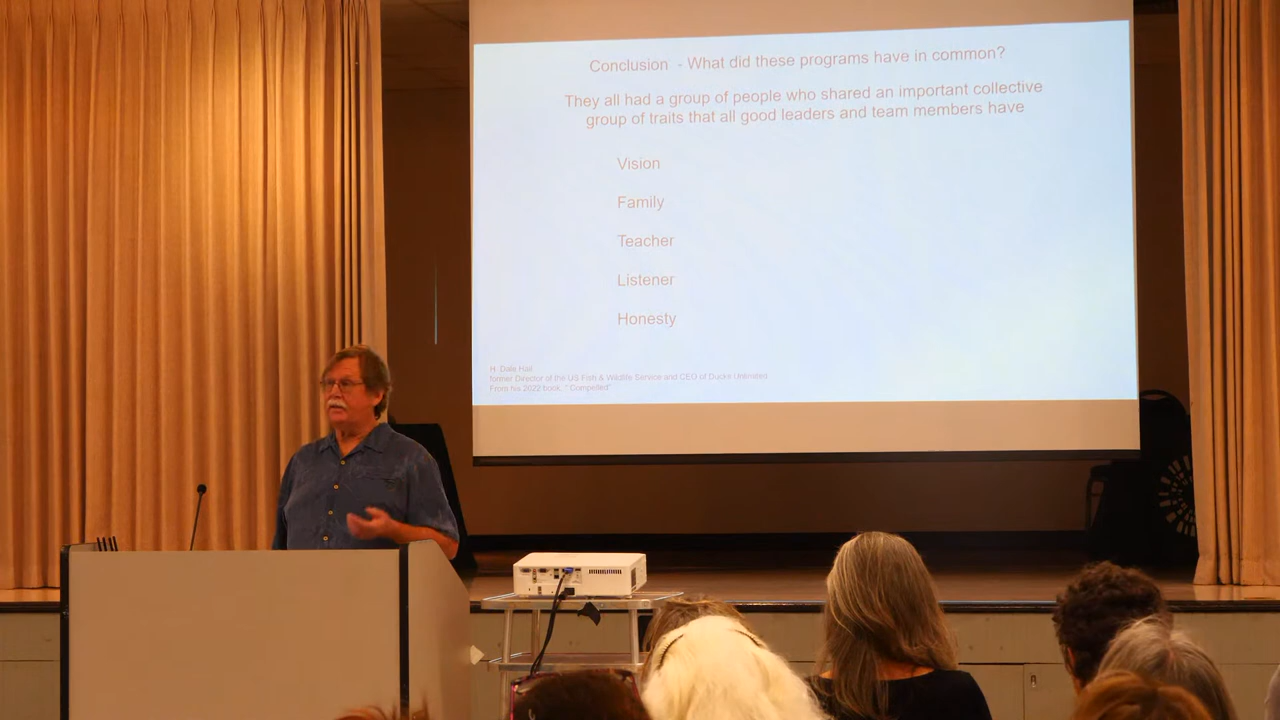 Conclusion - What did these programs have in common?
They all had a group of people who shared an important collective
group of traits that all good leaders and team members have
Vision
Family
Teacher
Listener
Honesty
H. Dale Hall
former Director of the US Fish & Wildlife Service and CEO of Ducks Unlimited
From his 2022 book, " Compelled"